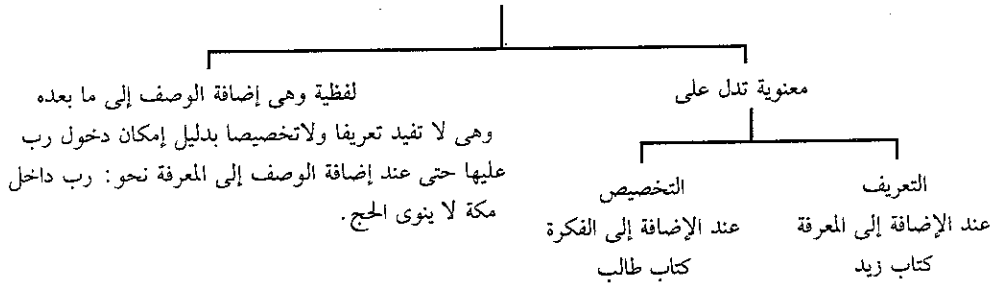 معنوية تدل على
التعريف
عند الإضافة إلى المعرفة
كتاب زيد
التخصيص
عند الإضافة إلى الفكرة
كتاب طالب
لفظية وهى إضافة الوصف إلى ما بعده
وهى لا تفيد تعريفا ولاتخصيصا بدليل إمكان دخول رب
عليها حتى عند إضافة الوصف إلى المعرفة نحو : رب داخل
مكة لا ينوى الحج .